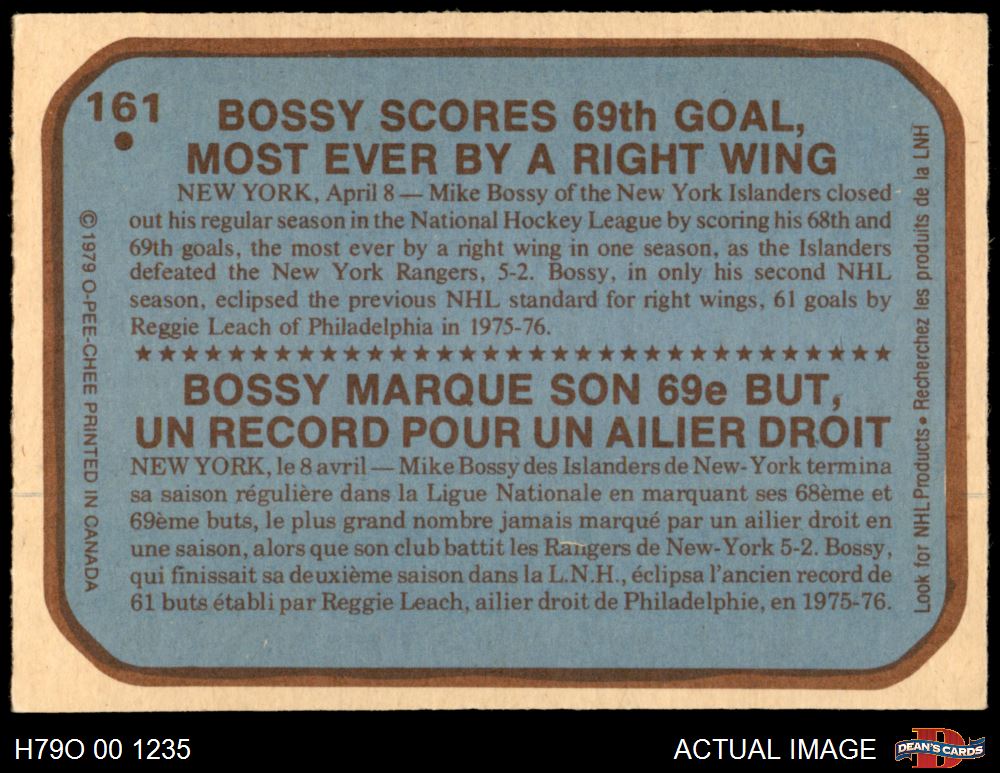 161
BOSSY SCORES 69th GOAL,
MOST EVER BY A RIGHT WING
NEW YORK, April 8 — Mike Bossy of the New York Islanders closed
out his regular season in the National Hockey League by scoring his 68th and
69th goals, the most ever by a right wing in one season, as the Islanders
defeated the New York Rangers, 5-2. Bossy, in only his second NHL
season, eclipsed the previous NHL standard for right wings, 61 goals by
Reggie Leach of Philadelphia in 1975-76.
BOSSY MARQUE SON 69e BUT,
UN RECORD POUR UN AILIER DROIT
NEW YORK, le 8 avril — Mike Bossy des Islanders de New-York termina
sa saison régulière dans la Ligue Nationale en marquant ses 68ème et
69ème buts, le plus grand nombre jamais marqué par un ailier droit en
une saison, alors que son club battit les Rangers de New-York 5-2. Bossy,
qui finissait sa deuxième saison dans la L.N.H., éclipsa l'ancien record de
61 buts établi par Reggie Leach, ailier droit de Philadelphie, en 1975-76.
© 1979 O-PEE-CHEE PRINTED IN CANADA
Look for NHL Products • Recherchez les produits de la LNH
H79O 00 1235
ACTUAL IMAGE
D
DEAN'S CARDS